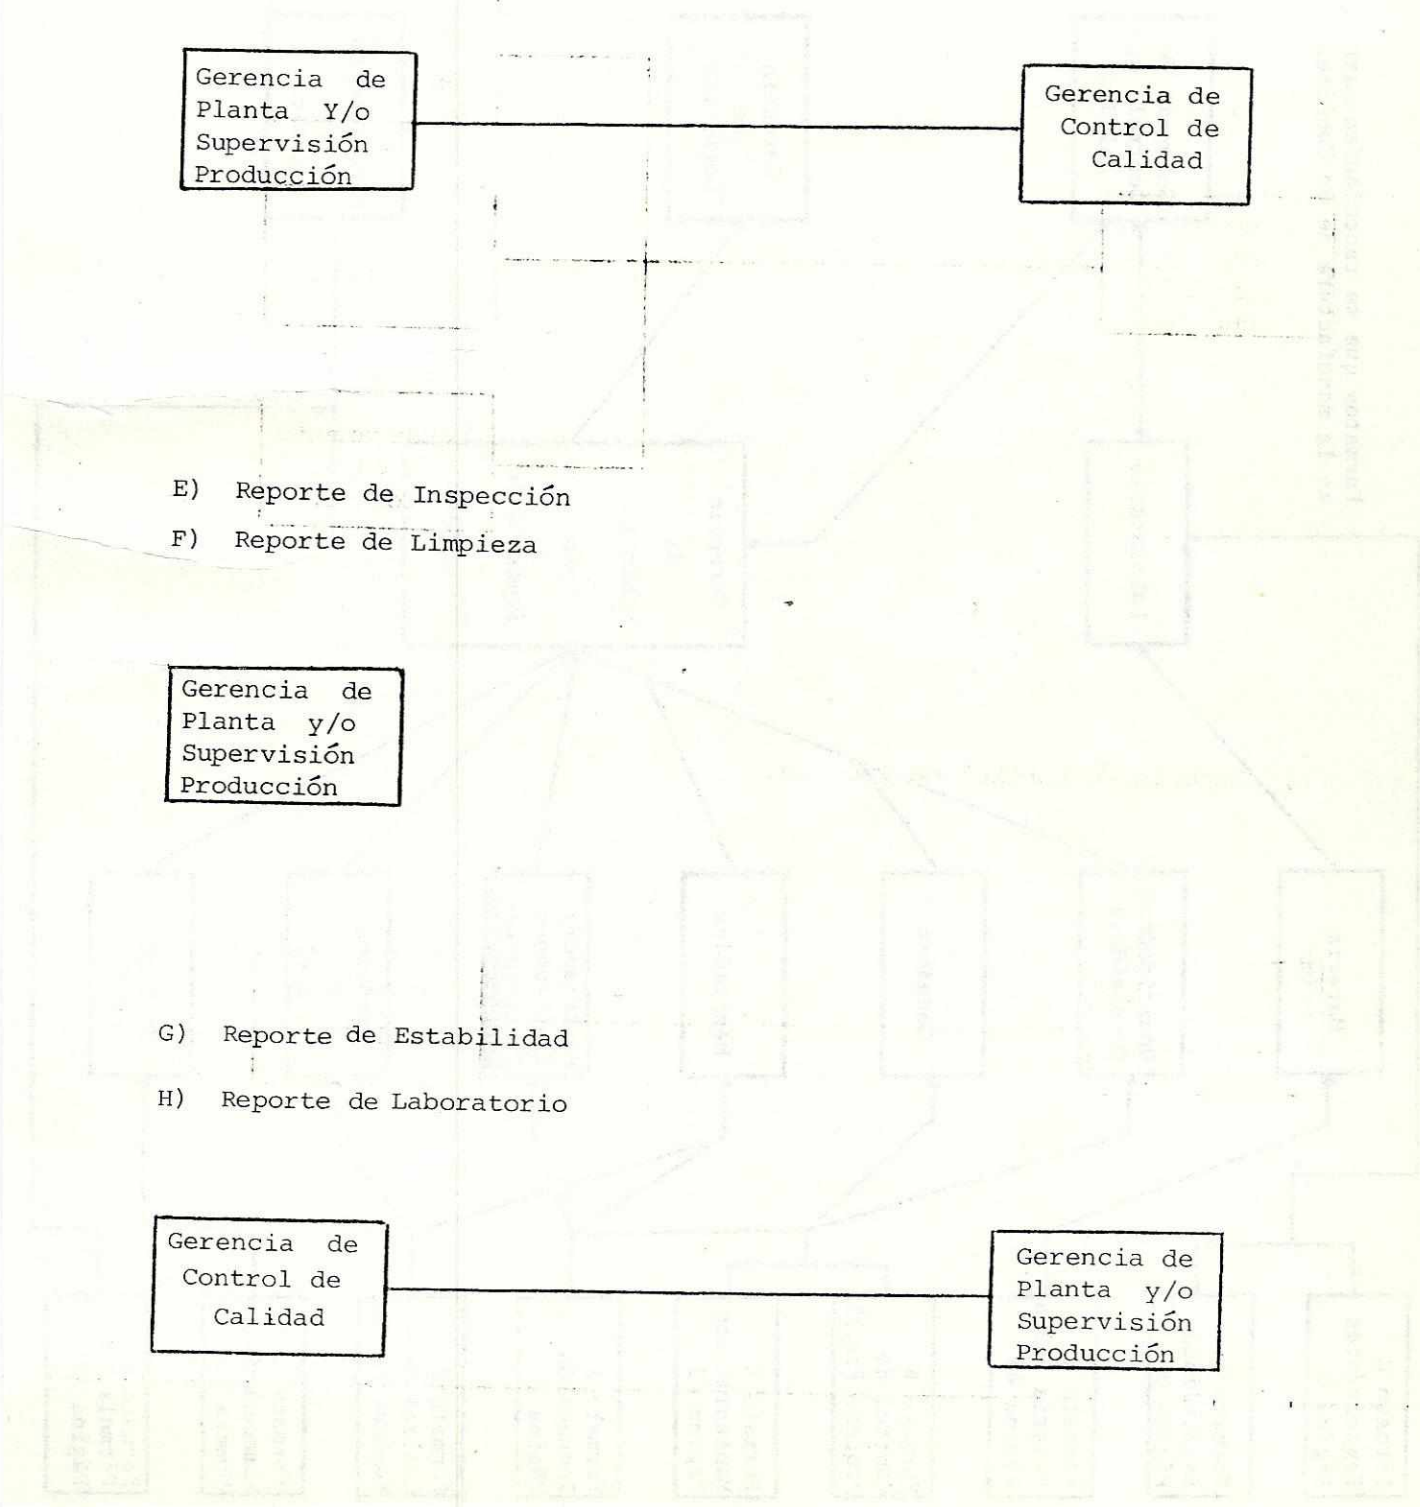 Gerencia de
Planta Y/o
Supervisión
Producción
Gerencia de
Control de
Calidad
E) Reporte de Inspección
F) Reporte de Limpieza
Gerencia de
Planta y/o
Supervisión
Producción
G) Reporte de Estabilidad
H) Reporte de Laboratorio
Gerencia de
Control de
Calidad
Gerencia de
Planta y/o
Supervisión
Producción